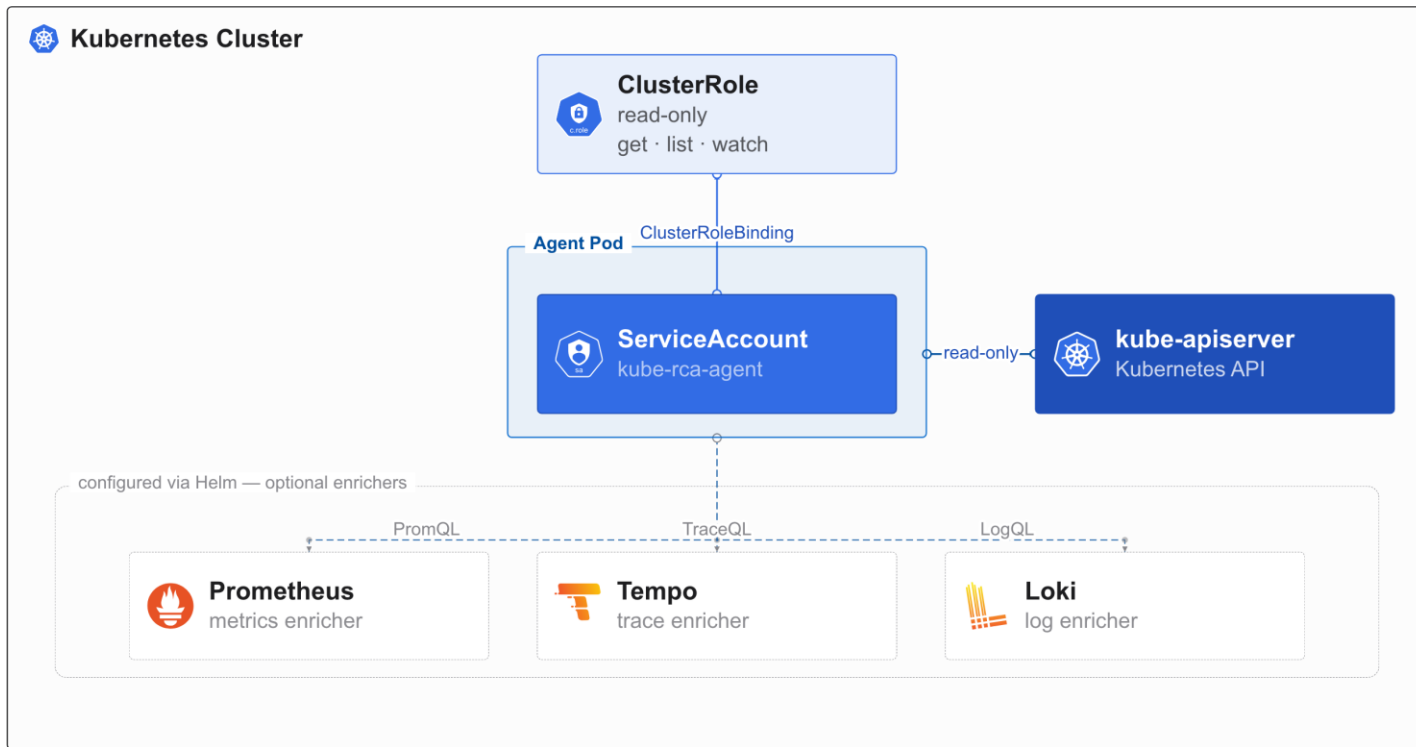 Kubernetes Cluster
ClusterRole
read-only
get · list · watch
c.role
ClusterRoleBinding
Agent Pod
ServiceAccount
kube-rca-agent
sa
read-only
kube-apiserver
Kubernetes API
configured via Helm — optional enrichers
PromQL
TraceQL
LogQL
Prometheus
metrics enricher
Tempo
trace enricher
Loki
log enricher